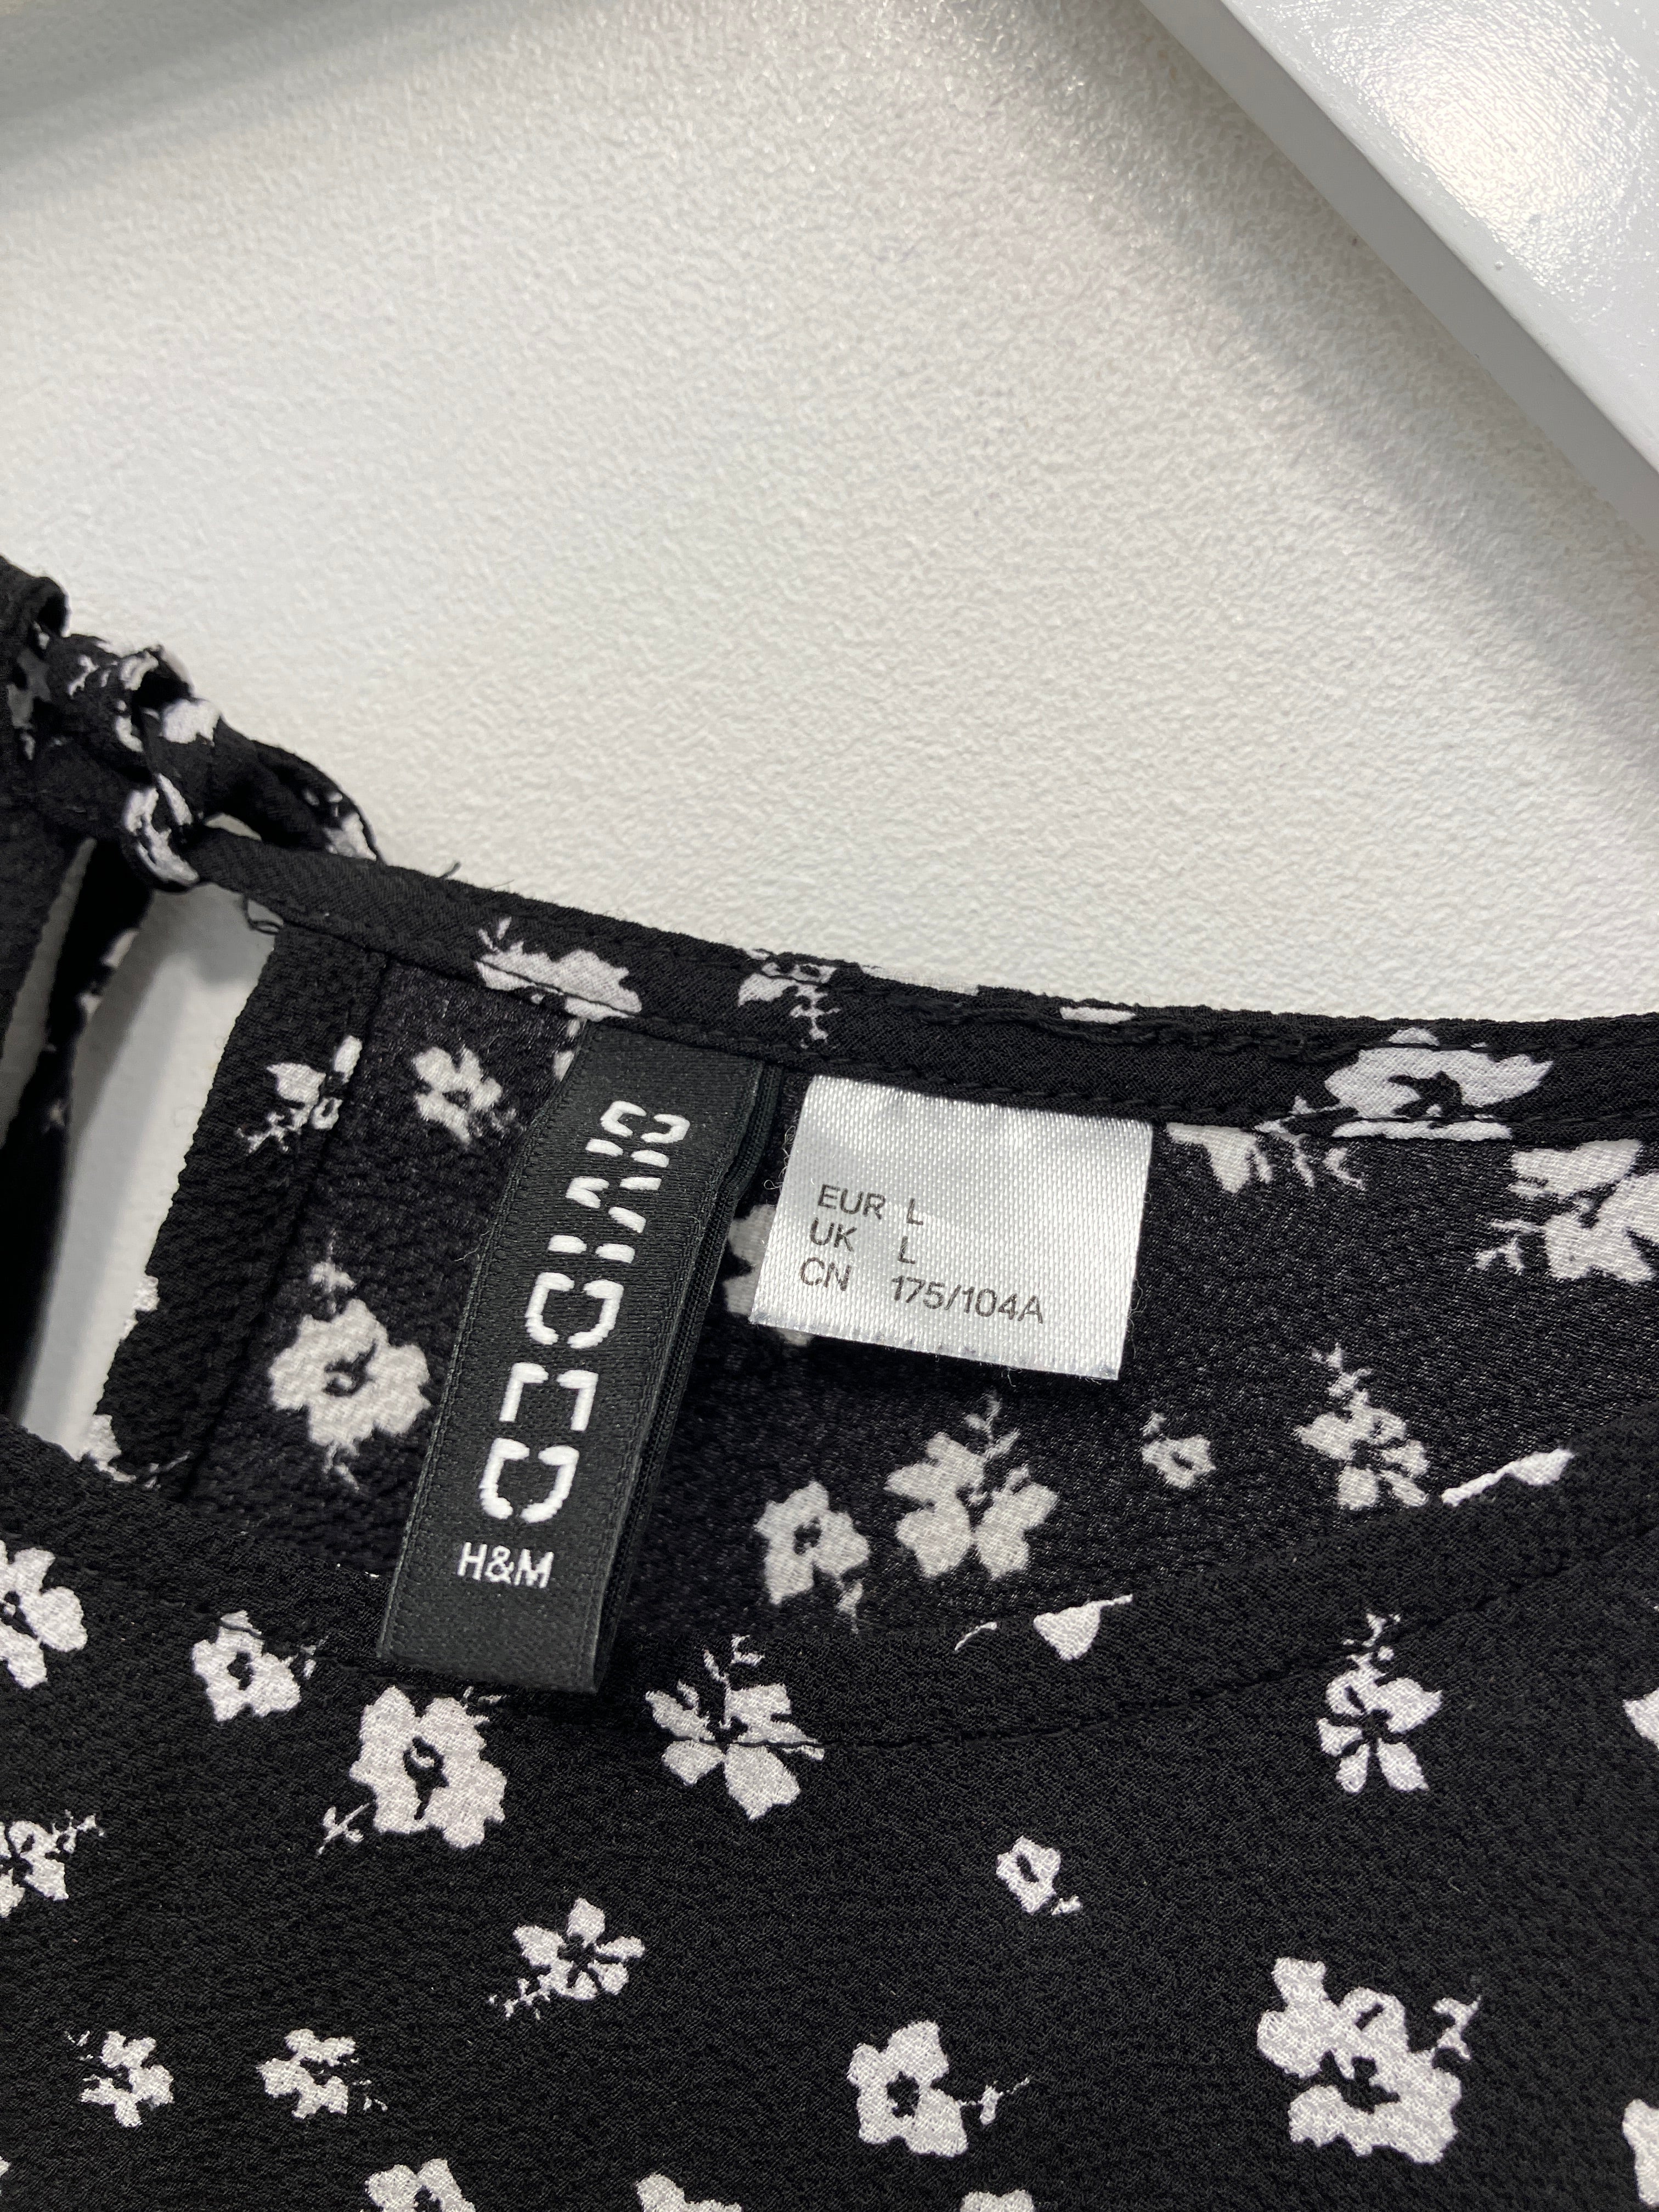 DIVIDED
H&M
EUR L
UK L
CN 175/104A